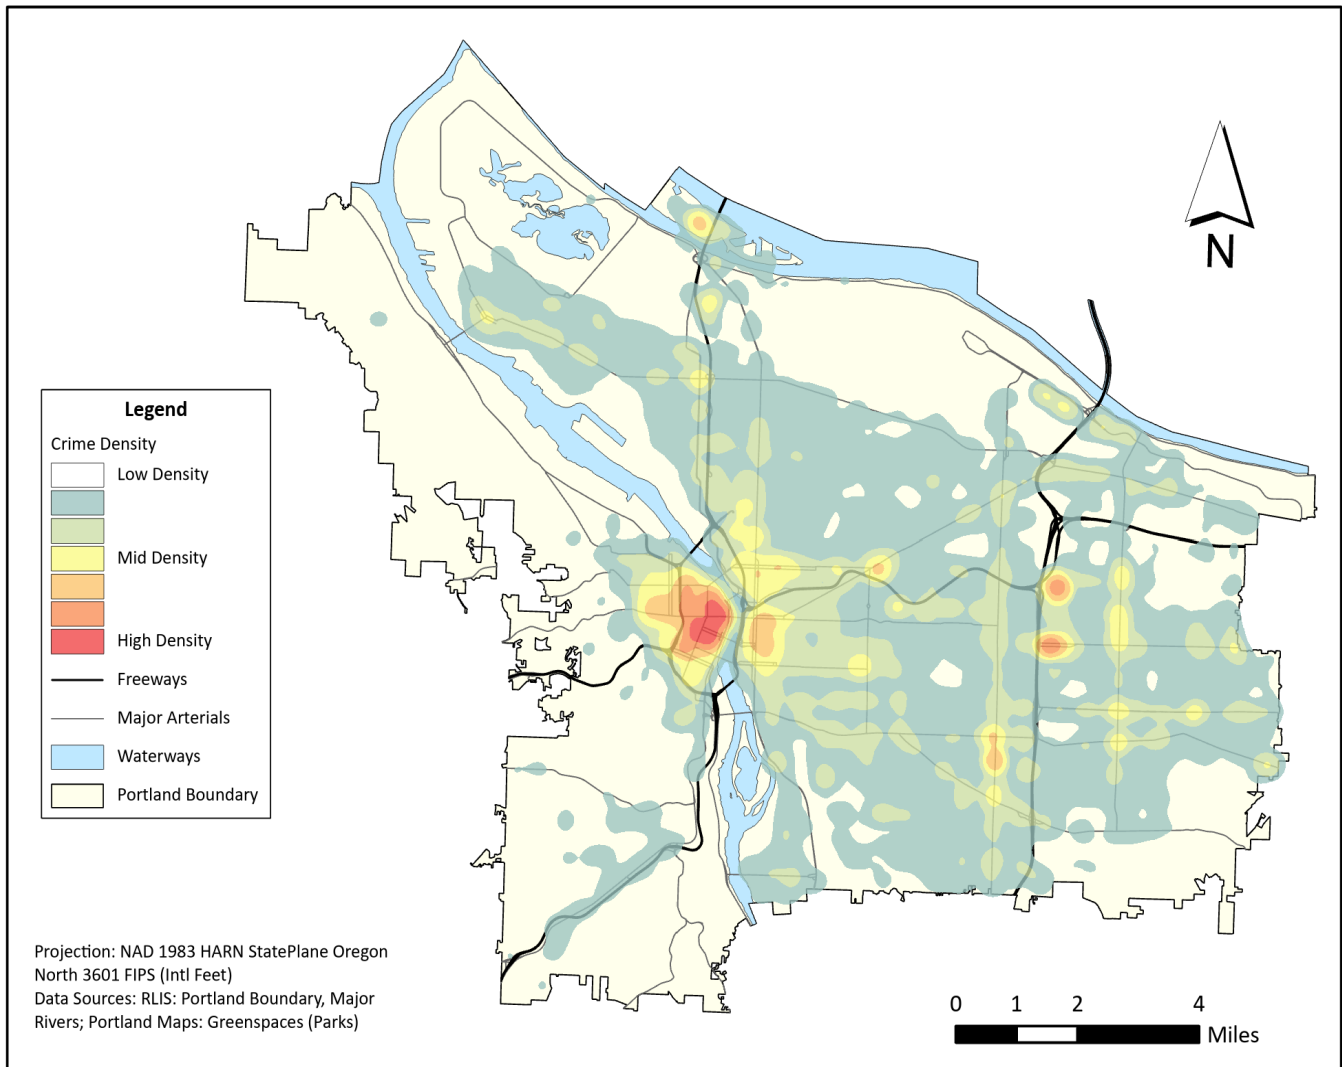 N
Legend
Crime Density
Low Density
Mid Density
High Density
Freeways
Major Arterials
Waterways
Portland Boundary
Projection: NAD 1983 HARN StatePlane Oregon
North 3601 FIPS (Intl Feet)
Data Sources: RLIS: Portland Boundary, Major
Rivers; Portland Maps: Greenspaces (Parks)
0 1 2 4
Miles